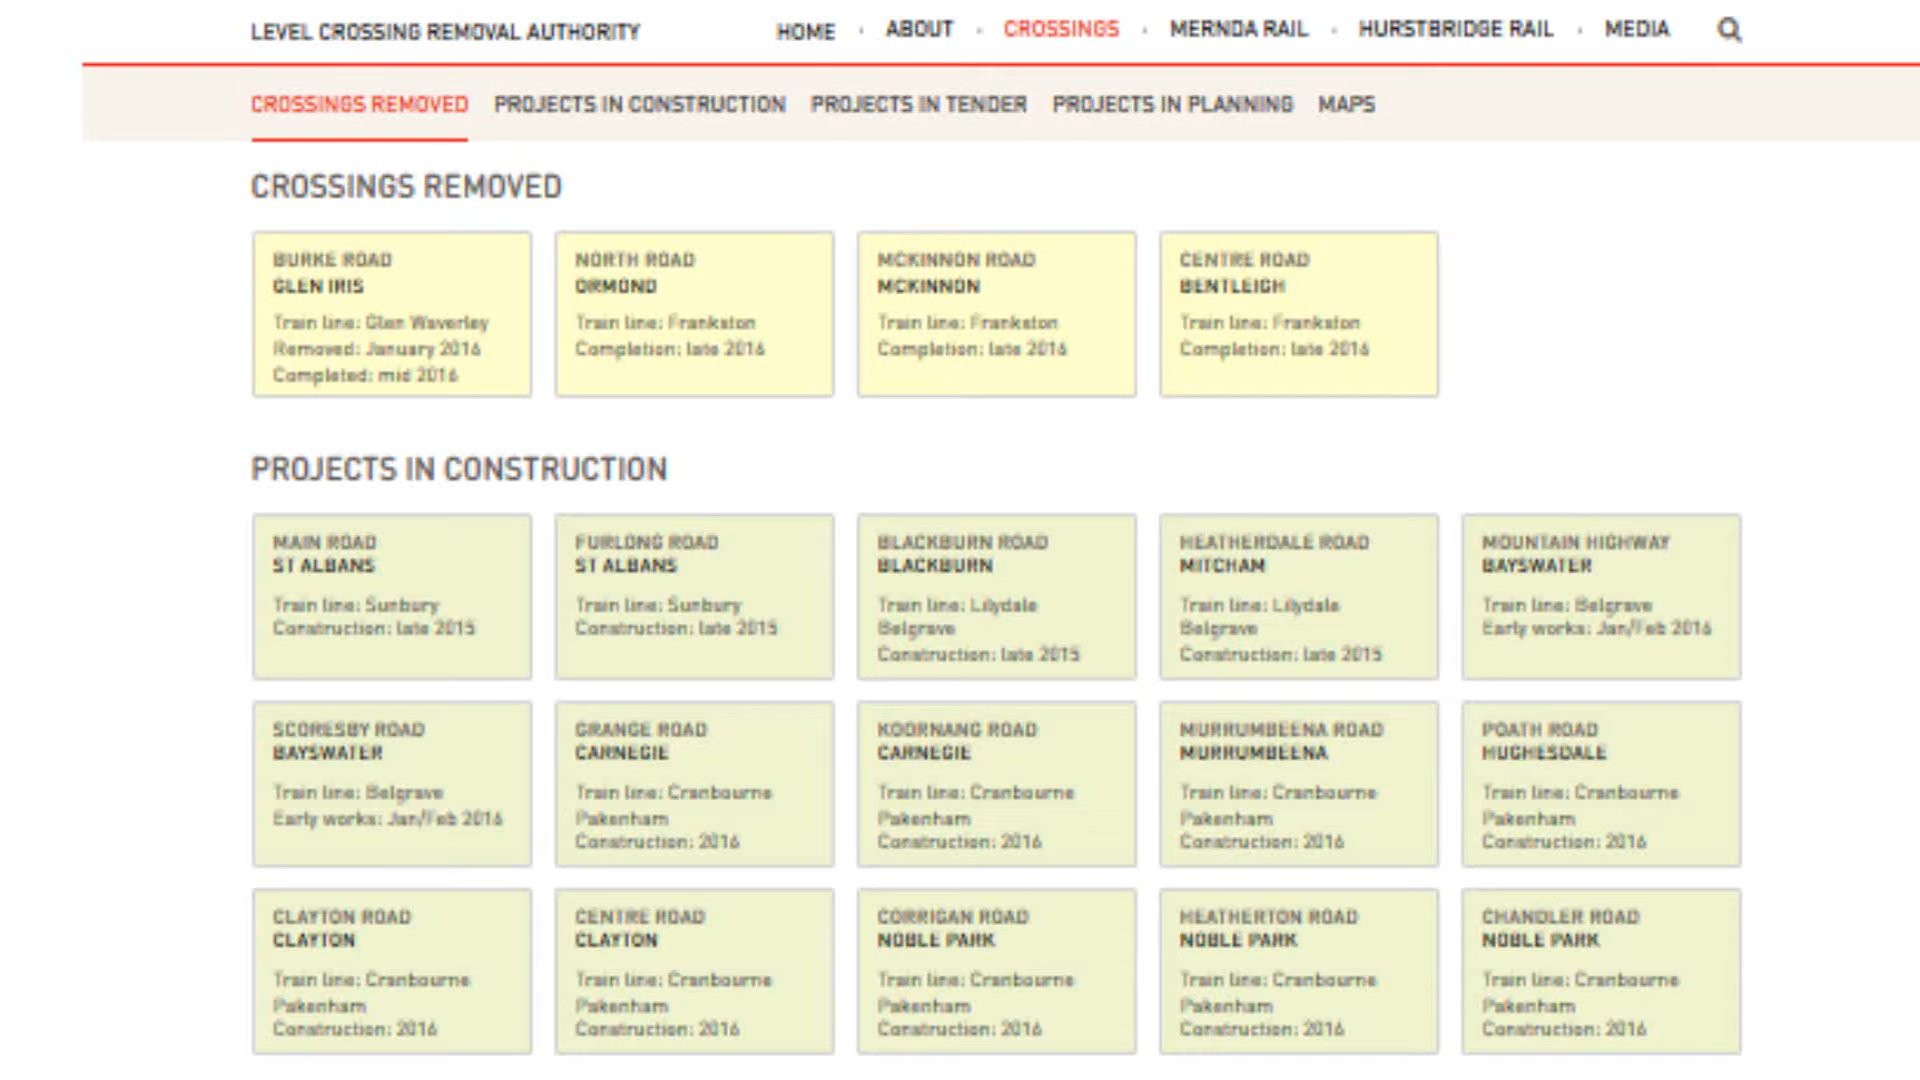 LEVEL CROSSING REMOVAL AUTHORITY
HOME · ABOUT · CROSSINGS · MERNDA RAIL · HURSTBRIDGE RAIL · MEDIA
CROSSINGS REMOVED PROJECTS IN CONSTRUCTION PROJECTS IN TENDER PROJECTS IN PLANNING MAPS
CROSSINGS REMOVED
BURKE ROAD
GLEN IRIS
Train line: Glen Waverley
Removed: January 2016
Completed: mid 2016
NORTH ROAD
ORMOND
Train line: Frankston
Completion: late 2016
MCKINNON ROAD
MCKINNON
Train line: Frankston
Completion: late 2016
CENTRE ROAD
BENTLEIGH
Train line: Frankston
Completion: late 2016
PROJECTS IN CONSTRUCTION
MAIN ROAD
ST ALBANS
Train line: Sunbury
Construction: late 2015
FURLONG ROAD
ST ALBANS
Train line: Sunbury
Construction: late 2015
BLACKBURN ROAD
BLACKBURN
Train line: Lilydale
Belgrave
Construction: late 2015
HEATHERDALE ROAD
MITCHAM
Train line: Lilydale
Belgrave
Construction: late 2015
MOUNTAIN HIGHWAY
BAYSWATER
Train line: Belgrave
Early works: Jan/Feb 2016
SCORESBY ROAD
BAYSWATER
Train line: Belgrave
Early works: Jan/Feb 2016
GRANGE ROAD
CARNEGIE
Train line: Cranbourne
Pakenham
Construction: 2016
KOORNANG ROAD
CARNEGIE
Train line: Cranbourne
Pakenham
Construction: 2016
MURRUMBEENA ROAD
MURRUMBEENA
Train line: Cranbourne
Pakenham
Construction: 2016
POATH ROAD
HUGHESDALE
Train line: Cranbourne
Pakenham
Construction: 2016
CLAYTON ROAD
CLAYTON
Train line: Cranbourne
Pakenham
Construction: 2016
CENTRE ROAD
CLAYTON
Train line: Cranbourne
Pakenham
Construction: 2016
CORRIGAN ROAD
NOBLE PARK
Train line: Cranbourne
Pakenham
Construction: 2016
HEATHERTON ROAD
NOBLE PARK
Train line: Cranbourne
Pakenham
Construction: 2016
CHANDLER ROAD
NOBLE PARK
Train line: Cranbourne
Pakenham
Construction: 2016